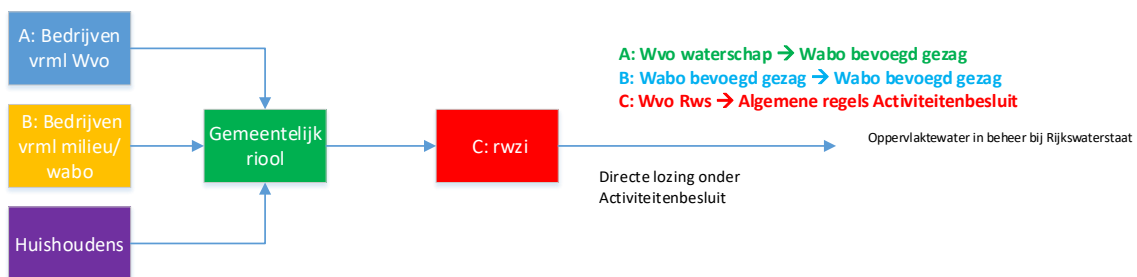 A: Bedrijven
vrml Wvo
B: Bedrijven
vrml milieu/
wabo
Huishoudens
Gemeentelijk
riool
C: rwzi
A: Wvo waterschap → Wabo bevoegd gezag
B: Wabo bevoegd gezag → Wabo bevoegd gezag
C: Wvo Rws → Algemene regels Activiteitenbesluit
Oppervlaktewater in beheer bij Rijkswaterstaat
Directe lozing onder
Activiteitenbesluit